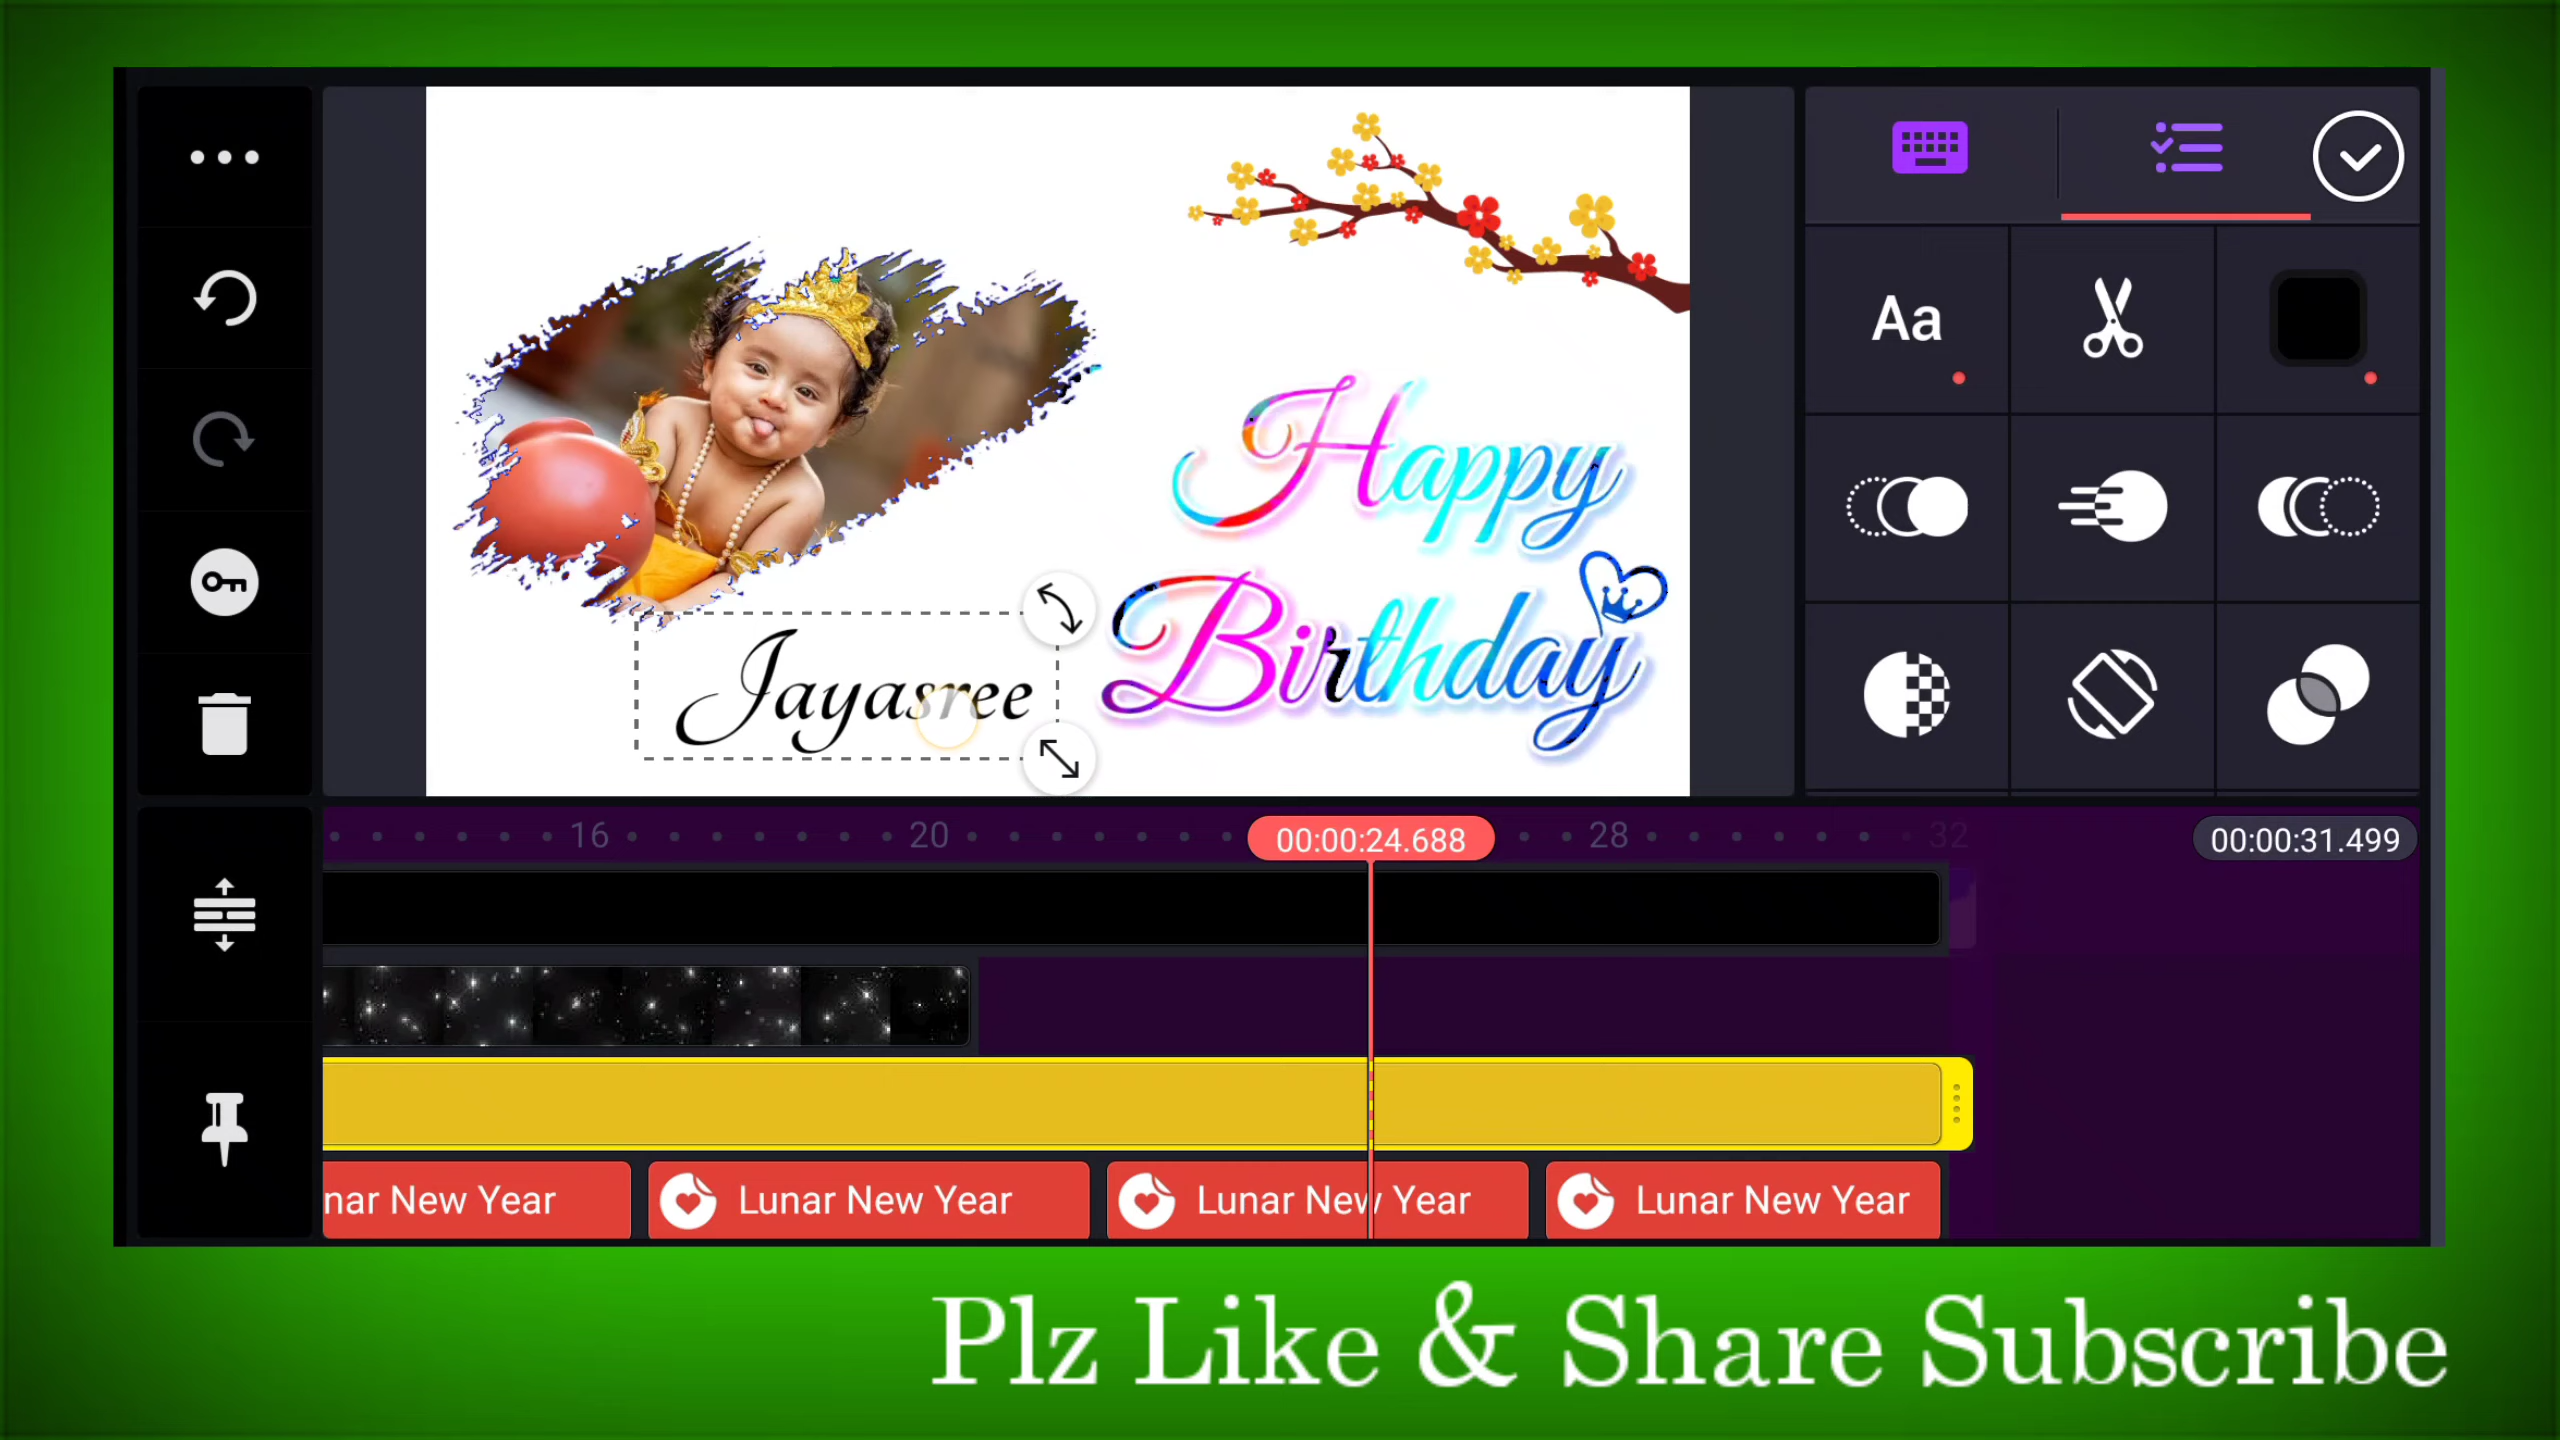 Aa
Happy
Birthday
Jayasree
16
20
00:00:24.688
28
32
00:00:31.499
nar New Year
Lunar New Year
Lunar New Year
Lunar New Year
Plz Like & Share Subscribe